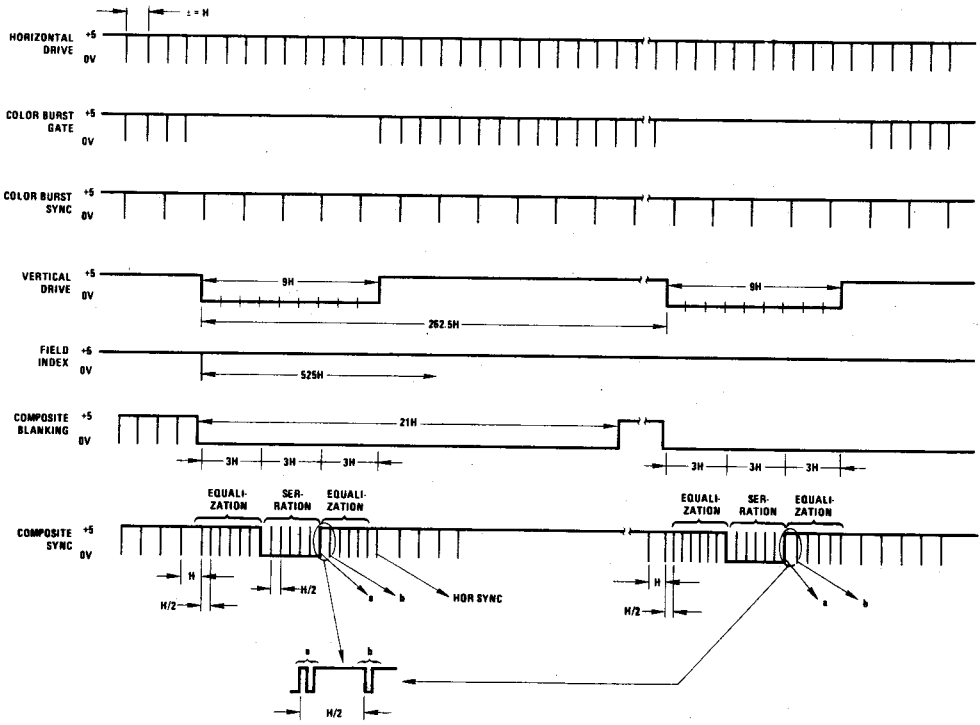 ± = H
HORIZONTAL
DRIVE
+5
0V
COLOR BURST
GATE
+5
0V
COLOR BURST
SYNC
+5
0V
VERTICAL
DRIVE
+5
0V
9H
9H
262.5H
FIELD
INDEX
+5
0V
525H
COMPOSITE
BLANKING
+5
0V
21H
3H
3H
3H
3H
3H
3H
EQUALI-
ZATION
SER-
RATION
EQUALI-
ZATION
EQUALI-
ZATION
SER-
RATION
EQUALI-
ZATION
COMPOSITE
SYNC
+5
0V
H
H/2
H/2
a
b
HOR SYNC
H
H/2
a
b
a
b
H/2